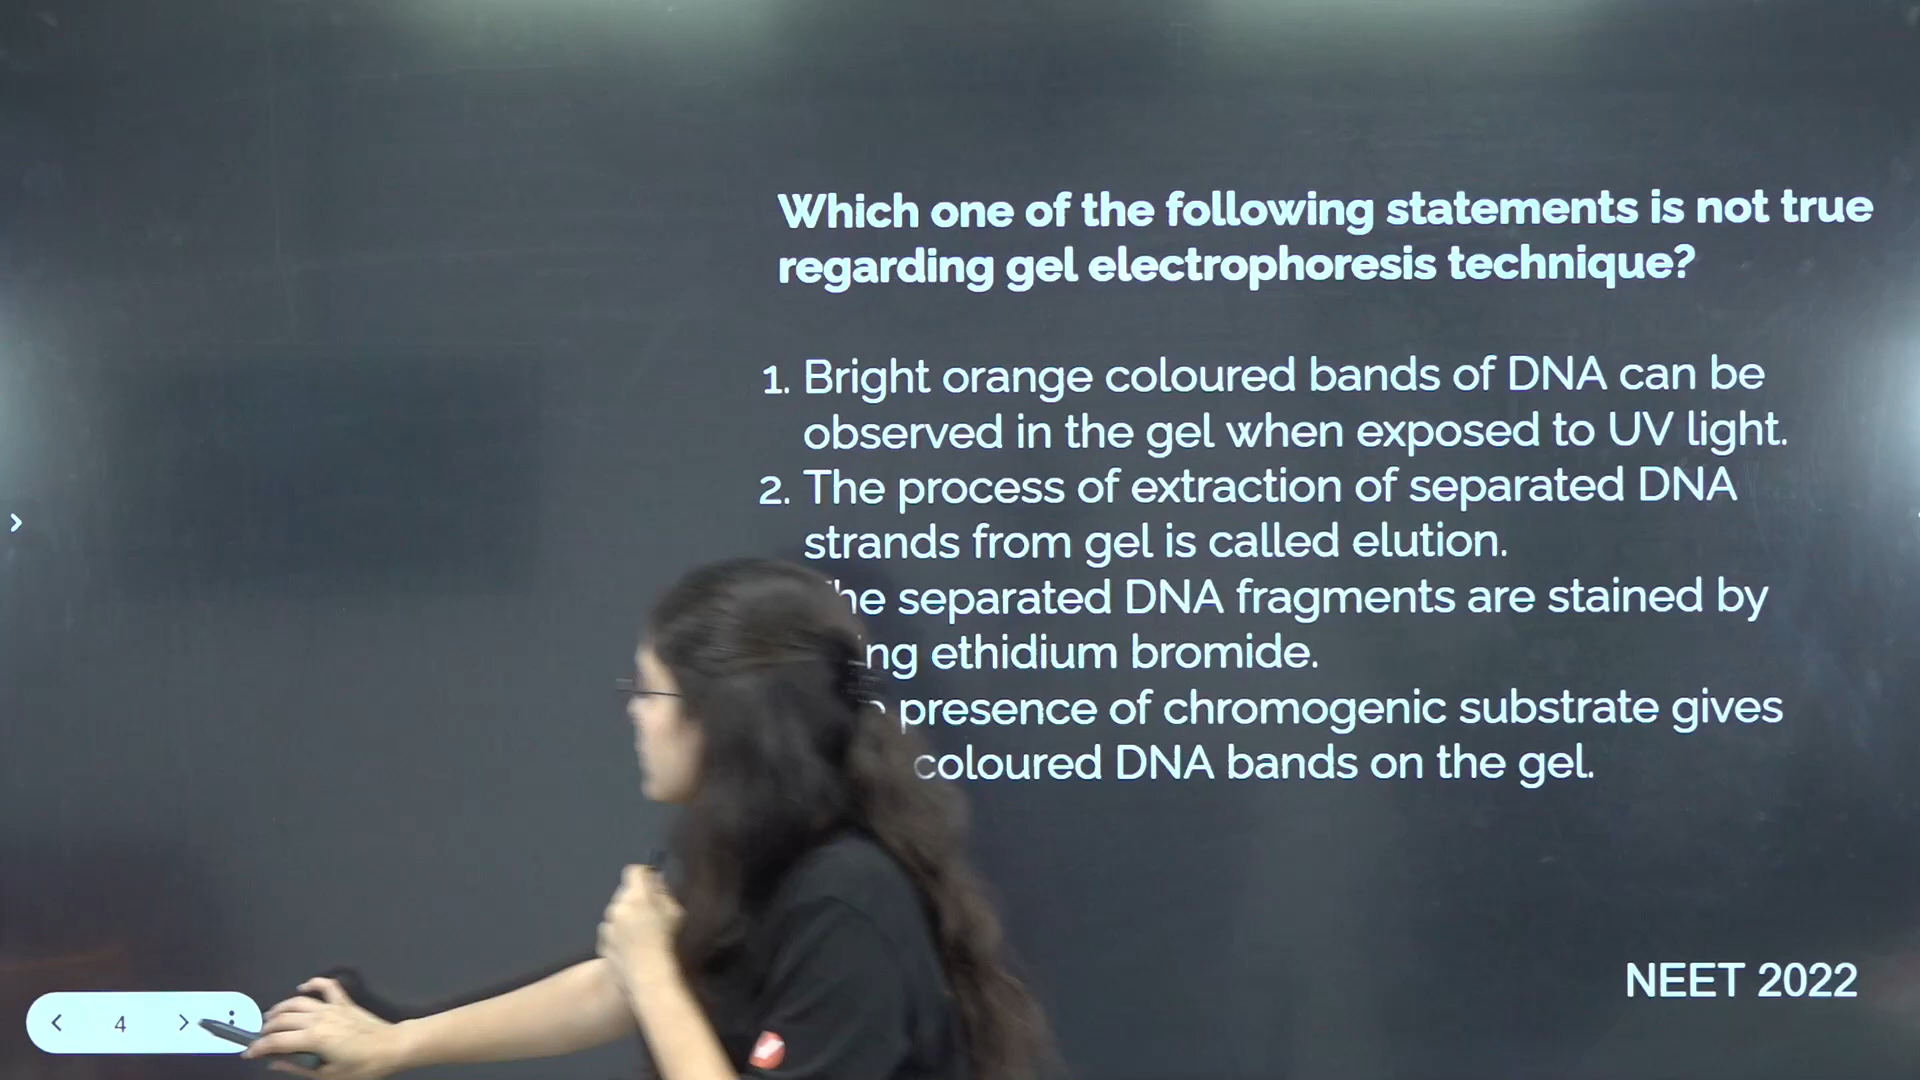 Which one of the following statements is not true
regarding gel electrophoresis technique?
1. Bright orange coloured bands of DNA can be
observed in the gel when exposed to UV light.
2. The process of extraction of separated DNA
strands from gel is called elution.
separated DNA fragments are stained by
ethidium bromide.
presence of chromogenic substrate gives
coloured DNA bands on the gel.
NEET 2022
4